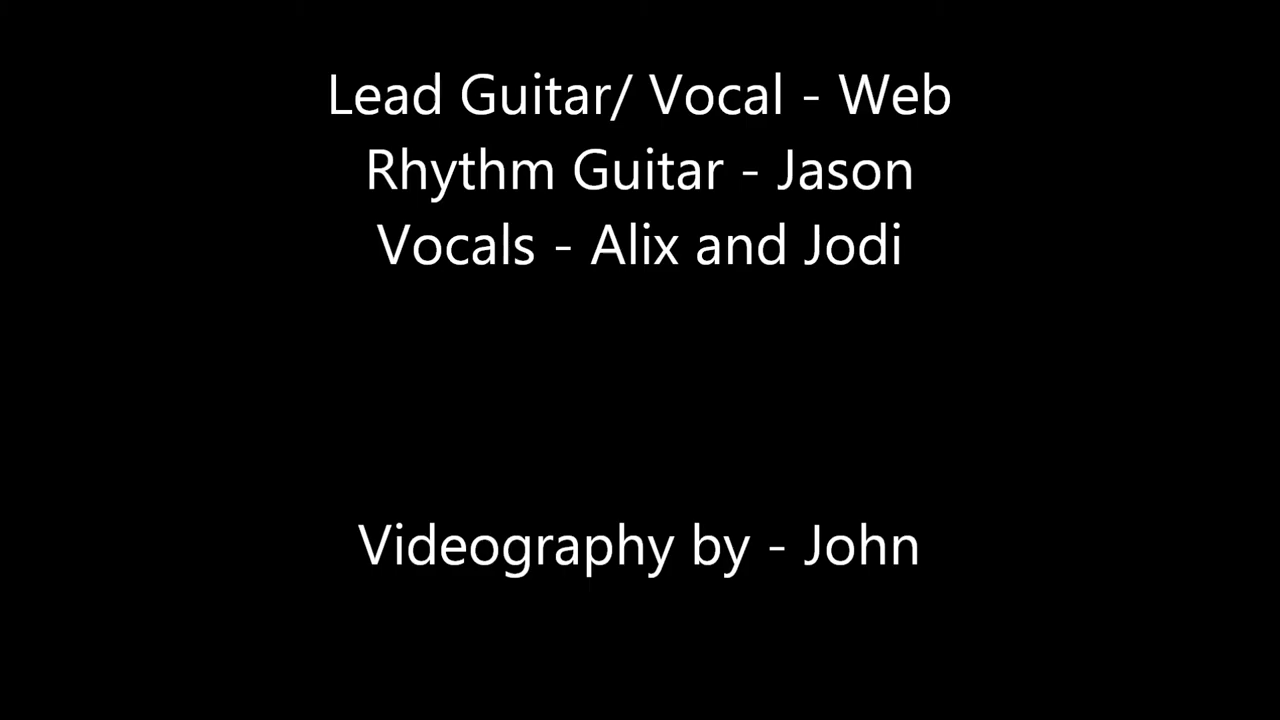 Lead Guitar/ Vocal - Web
Rhythm Guitar - Jason
Vocals - Alix and Jodi
Videography by - John